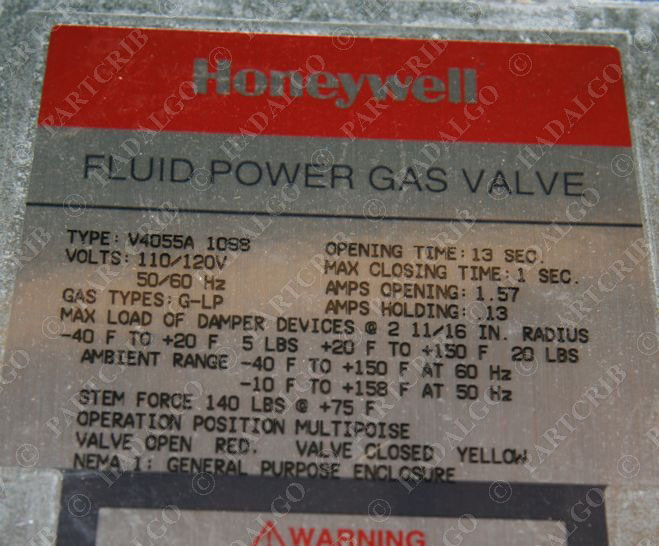 Honeywell
FLUID POWER GAS VALVE
TYPE: V4055A 1098
VOLTS: 110/120V
50/60 Hz
GAS TYPES: G-LP
OPENING TIME: 13 SEC.
MAX CLOSING TIME: 1 SEC.
AMPS OPENING: 1.57
AMPS HOLDING: .13
MAX LOAD OF DAMPER DEVICES @ 2 11/16 IN. RADIUS
-40 F TO +20 F 5 LBS +20 F TO +150 F 20 LBS
AMBIENT RANGE -40 F TO +150 F AT 60 Hz
-10 F TO +158 F AT 50 Hz
STEM FORCE 140 LBS @ +75 F
OPERATION POSITION MULTIPOISE
VALVE OPEN RED. VALVE CLOSED YELLOW
NEMA 1: GENERAL PURPOSE ENCLOSURE
WARNING
© PARTCRIB © HADALGO